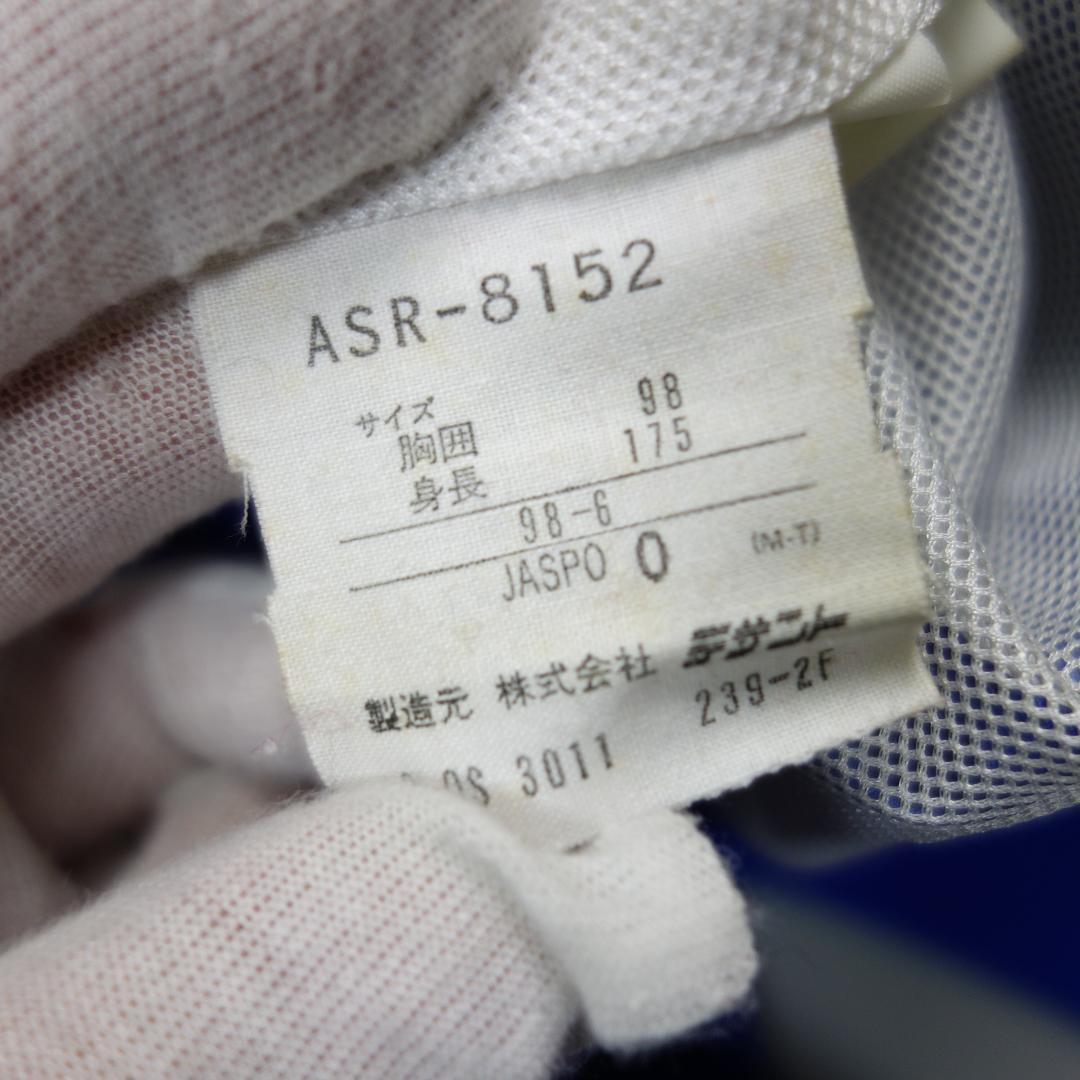 ASR-8152
サイズ
胸囲 98
身長 175
98-6
JASPO O (M-T)
製造元 株式会社 デサント
239-2F
QS 3011